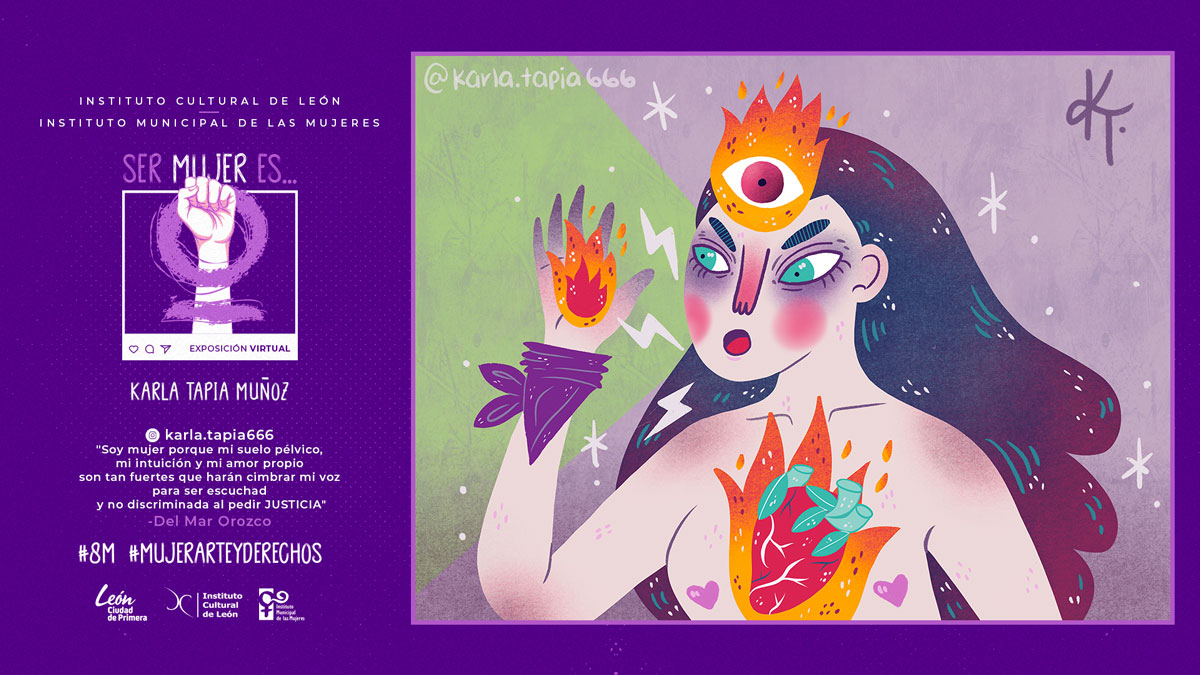 INSTITUTO CULTURAL DE LEÓN
INSTITUTO MUNICIPAL DE LAS MUJERES
SER MUJER ES...
EXPOSICIÓN VIRTUAL
KARLA TAPIA MUÑOZ
karla.tapia666
"Soy mujer porque mi suelo pélvico,
mi intuición y mi amor propio
son tan fuertes que harán cimbrar mi voz
para ser escuchad
y no discriminada al pedir JUSTICIA"
-Del Mar Orozco
#8M #MUJERARTEYDERECHOS
León
Ciudad
de Primera
Instituto
Cultural
de León
Instituto
Municipal
de las Mujeres
@karla.tapia666
KT.